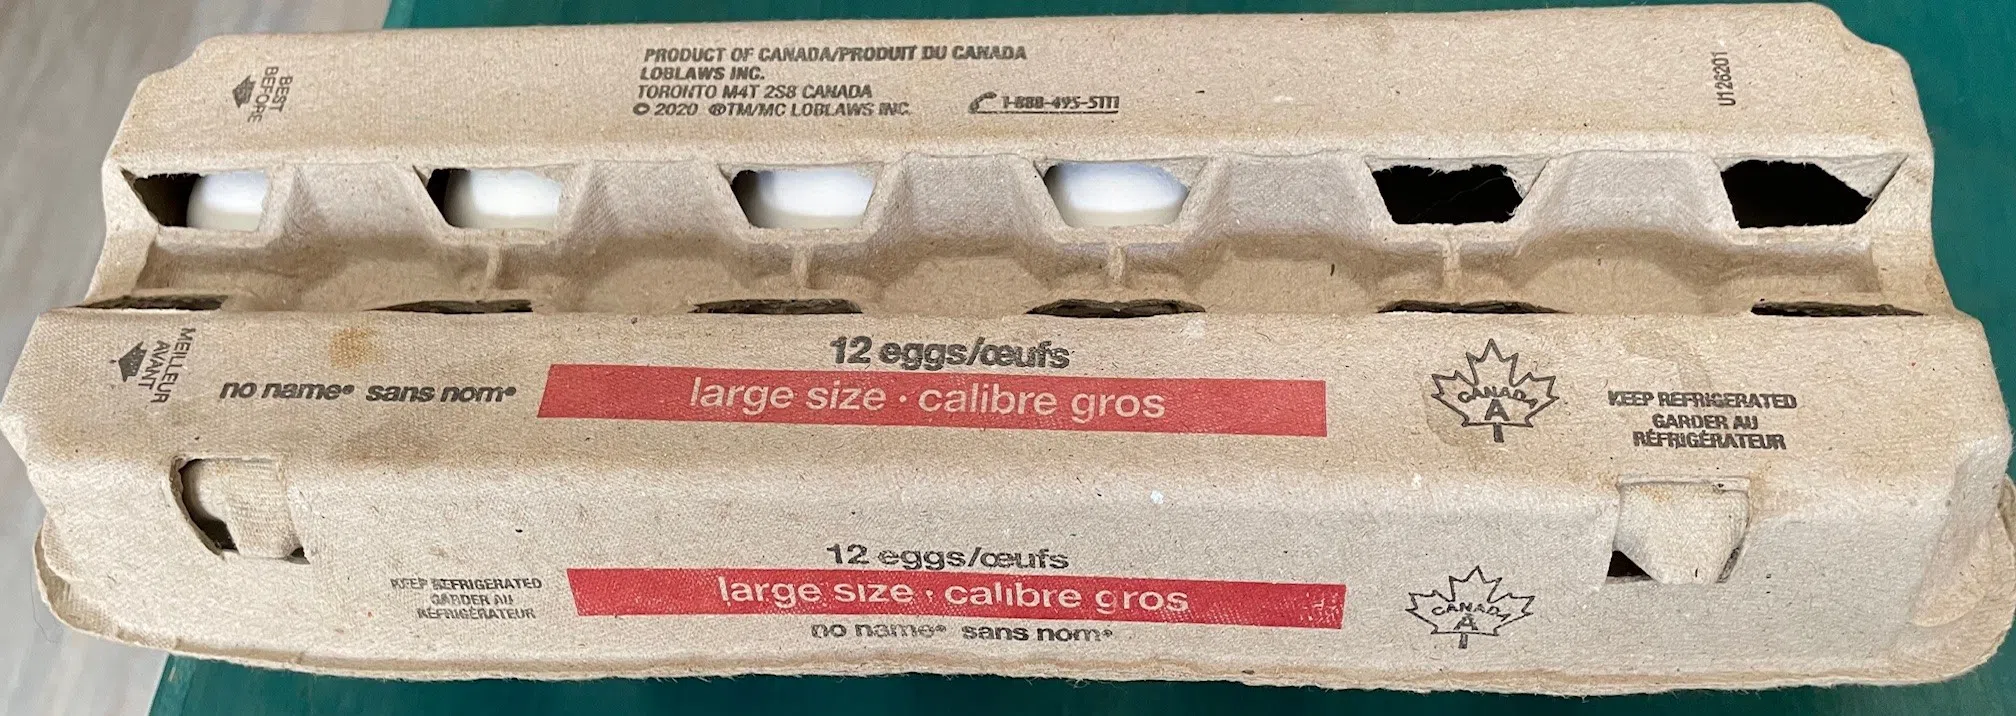 BEST
BEFORE
PRODUCT OF CANADA/PRODUIT DU CANADA
LOBLAWS INC.
TORONTO M4T 2S8 CANADA
© 2020 ®TM/MC LOBLAWS INC.
1-888-495-5111
U126201
MEILLEUR
AVANT
no name® sans nom®
12 eggs/œufs
large size · calibre gros
CANADA
A
KEEP REFRIGERATED
GARDER AU
RÉFRIGÉRATEUR
KEEP REFRIGERATED
GARDER AU
RÉFRIGÉRATEUR
12 eggs/œufs
large size · calibre gros
no name® sans nom®
CANADA
A